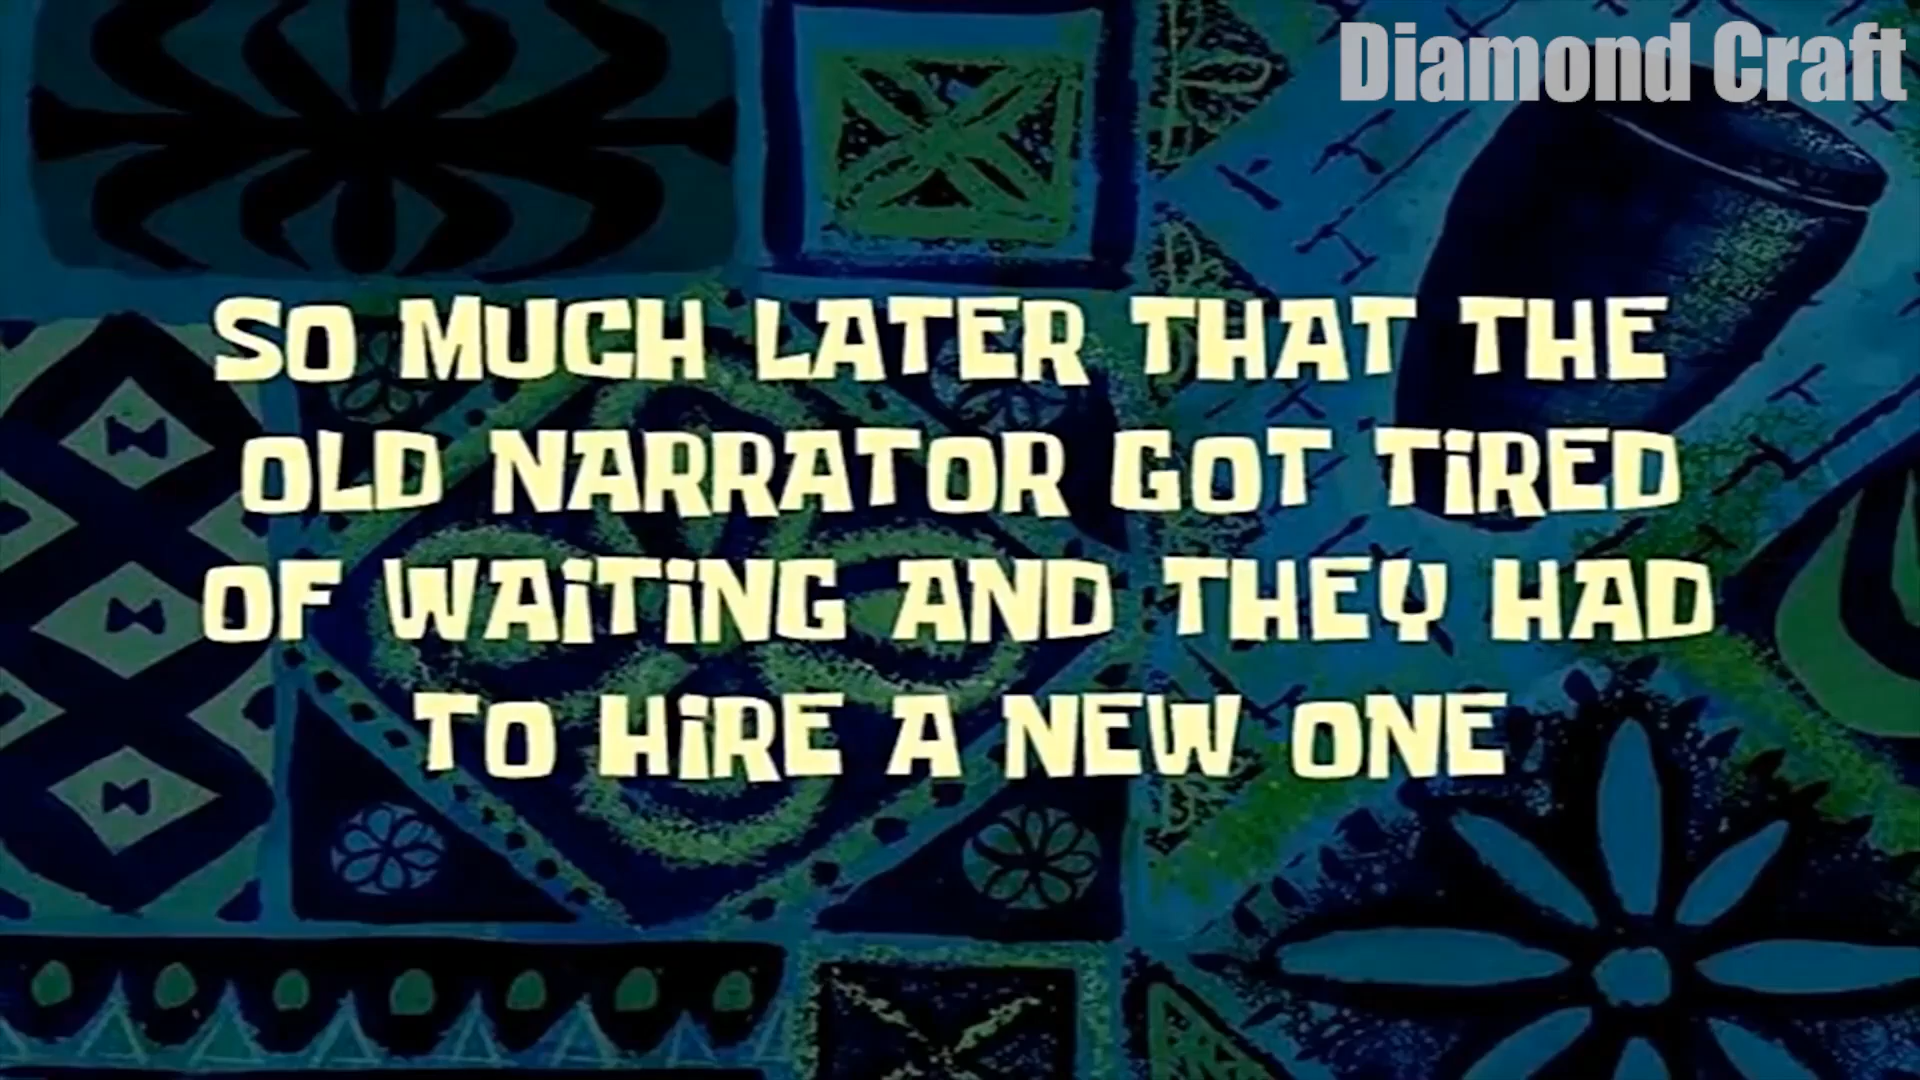 Diamond Craft
SO MUCH LATER THAT THE
OLD NARRATOR GOT TiRED
OF WAiTiNG AND THEY HAD
TO HiRE A NEW ONE